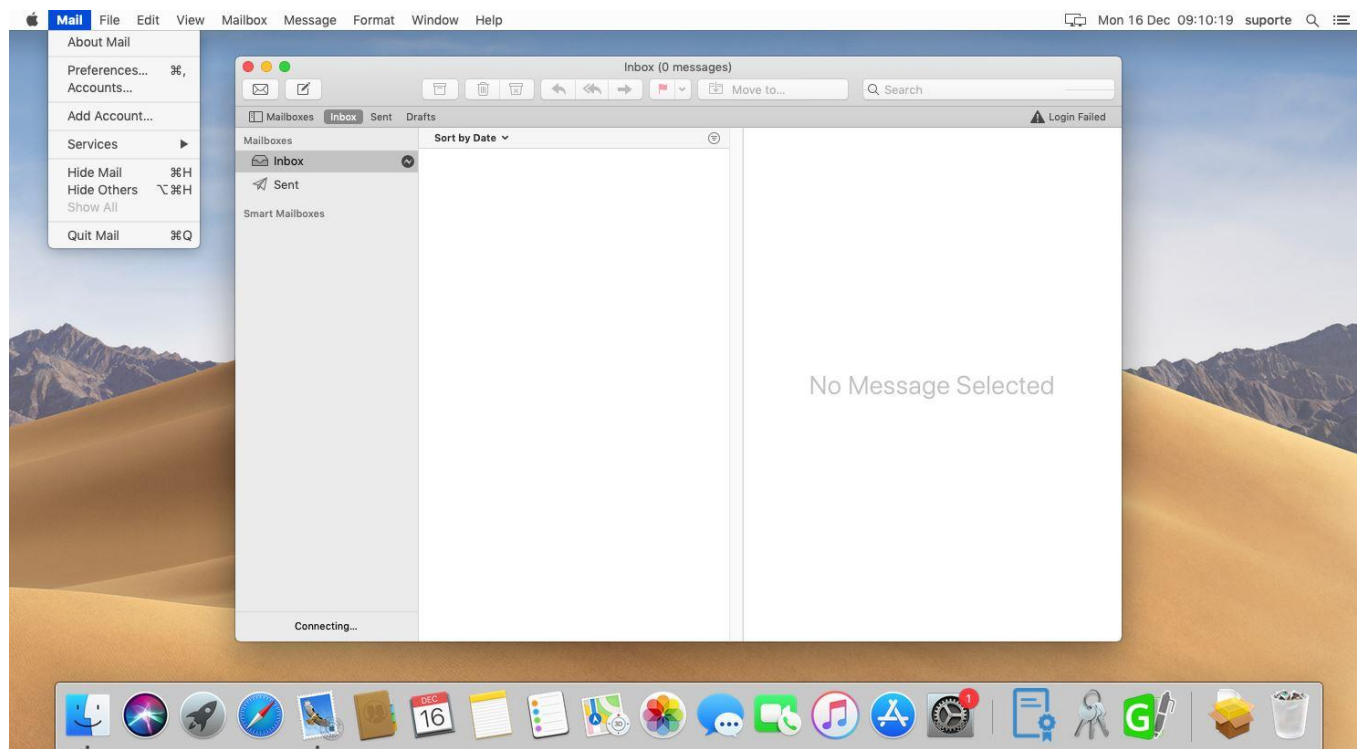 Mail File Edit View Mailbox Message Format Window Help Mon 16 Dec 09:10:19 suporte
About Mail
Preferences... ⌘,
Accounts...
Add Account...
Services ▶
Hide Mail ⌘H
Hide Others ⌥⌘H
Show All
Quit Mail ⌘Q
Inbox (0 messages)
Move to... Search
Mailboxes Inbox Sent Drafts Login Failed
Mailboxes
Sort by Date
Inbox
Sent
Smart Mailboxes
No Message Selected
Connecting...
DEC
16
3D
1
G